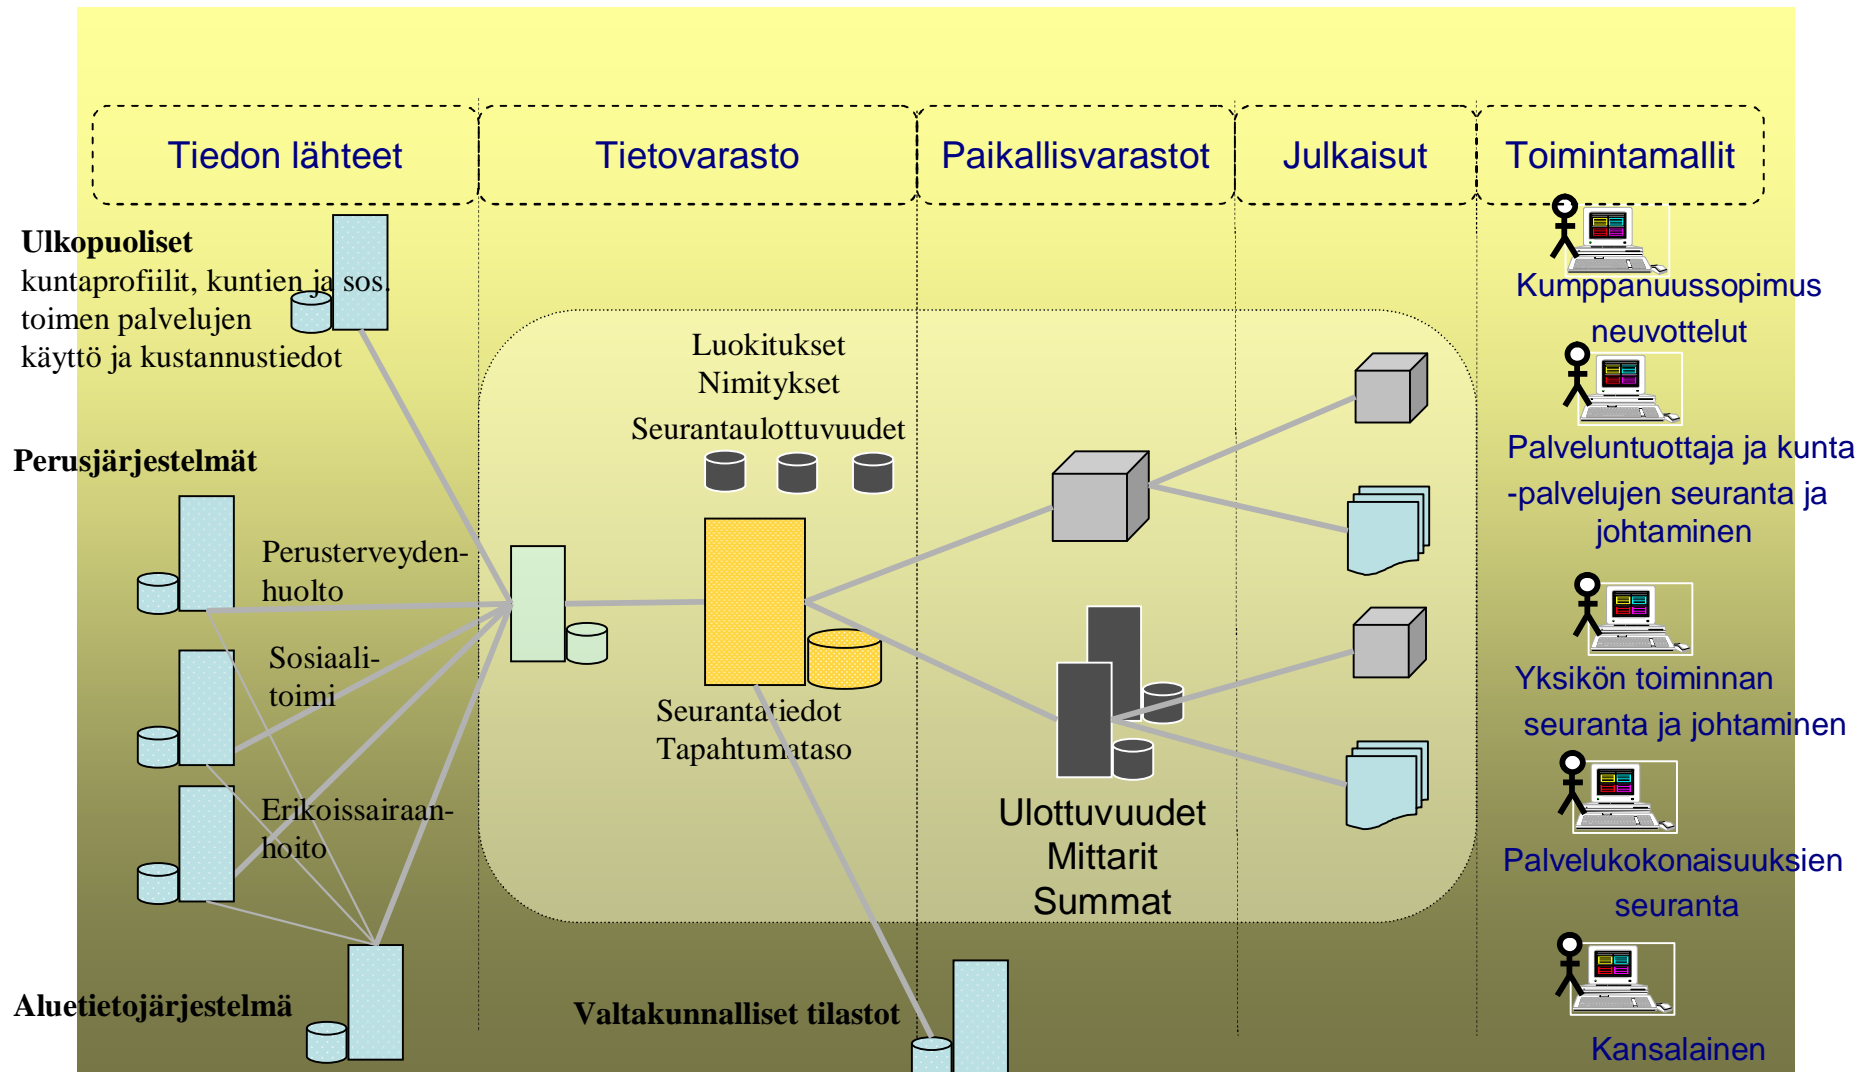 Tiedon lähteet
Tietovarasto
Paikallisvarastot
Julkaisut
Toimintamallit
Ulkopuoliset
kuntaprofiilit, kuntien ja sos.
toimen palvelujen
käyttö ja kustannustiedot
Perusjärjestelmät
Perusterveyden-
huolto
Sosiaali-
toimi
Erikoissairaan-
hoito
Aluetietojärjestelmä
Luokitukset
Nimitykset
Seurantaulottuvuudet
Seurantatiedot
Tapahtumataso
Valtakunnalliset tilastot
Ulottuvuudet
Mittarit
Summat
Kumppanuussopimus
neuvottelut
Palveluntuottaja ja kunta
-palvelujen seuranta ja
johtaminen
Yksikön toiminnan
seuranta ja johtaminen
Palvelukokonaisuuksien
seuranta
Kansalainen